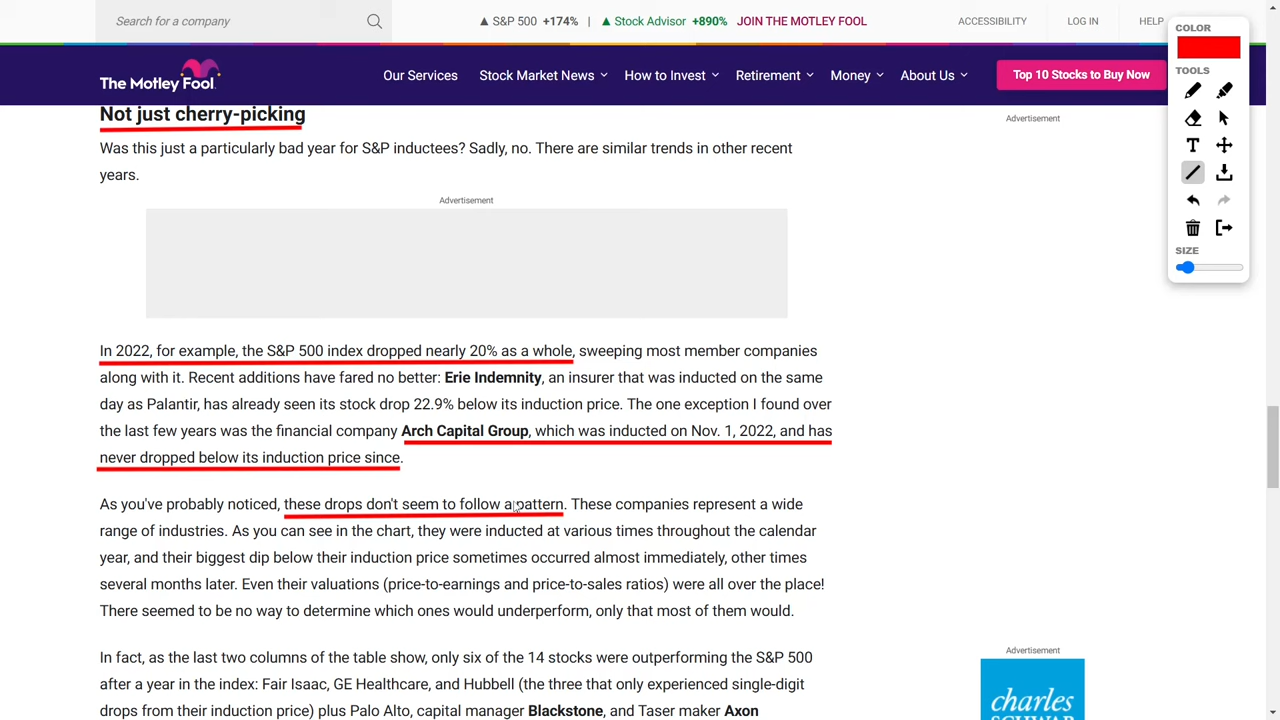 Search for a company
▲ S&P 500 +174% | ▲ Stock Advisor +890% JOIN THE MOTLEY FOOL
ACCESSIBILITY LOG IN HELP
The Motley Fool
Our Services Stock Market News How to Invest Retirement Money About Us Top 10 Stocks to Buy Now
COLOR
TOOLS
T
SIZE
Not just cherry-picking
Was this just a particularly bad year for S&P inductees? Sadly, no. There are similar trends in other recent
years.
Advertisement
Advertisement
In 2022, for example, the S&P 500 index dropped nearly 20% as a whole, sweeping most member companies
along with it. Recent additions have fared no better: Erie Indemnity, an insurer that was inducted on the same
day as Palantir, has already seen its stock drop 22.9% below its induction price. The one exception I found over
the last few years was the financial company Arch Capital Group, which was inducted on Nov. 1, 2022, and has
never dropped below its induction price since.
As you've probably noticed, these drops don't seem to follow a pattern. These companies represent a wide
range of industries. As you can see in the chart, they were inducted at various times throughout the calendar
year, and their biggest dip below their induction price sometimes occurred almost immediately, other times
several months later. Even their valuations (price-to-earnings and price-to-sales ratios) were all over the place!
There seemed to be no way to determine which ones would underperform, only that most of them would.
In fact, as the last two columns of the table show, only six of the 14 stocks were outperforming the S&P 500
after a year in the index: Fair Isaac, GE Healthcare, and Hubbell (the three that only experienced single-digit
drops from their induction price) plus Palo Alto, capital manager Blackstone, and Taser maker Axon
Advertisement
charles
SCHWAB